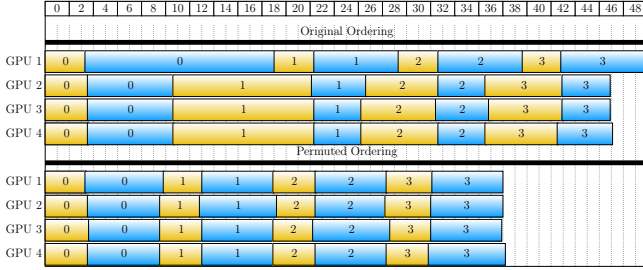 0 2 4 6 8 10 12 14 16 18 20 22 24 26 28 30 32 34 36 38 40 42 44 46 48
Original Ordering
GPU 1 0 0 1 1 2 2 3 3
GPU 2 0 0 1 1 2 2 3 3
GPU 3 0 0 1 1 2 2 3 3
GPU 4 0 0 1 1 2 2 3 3
Permuted Ordering
GPU 1 0 0 1 1 2 2 3 3
GPU 2 0 0 1 1 2 2 3 3
GPU 3 0 0 1 1 2 2 3 3
GPU 4 0 0 1 1 2 2 3 3